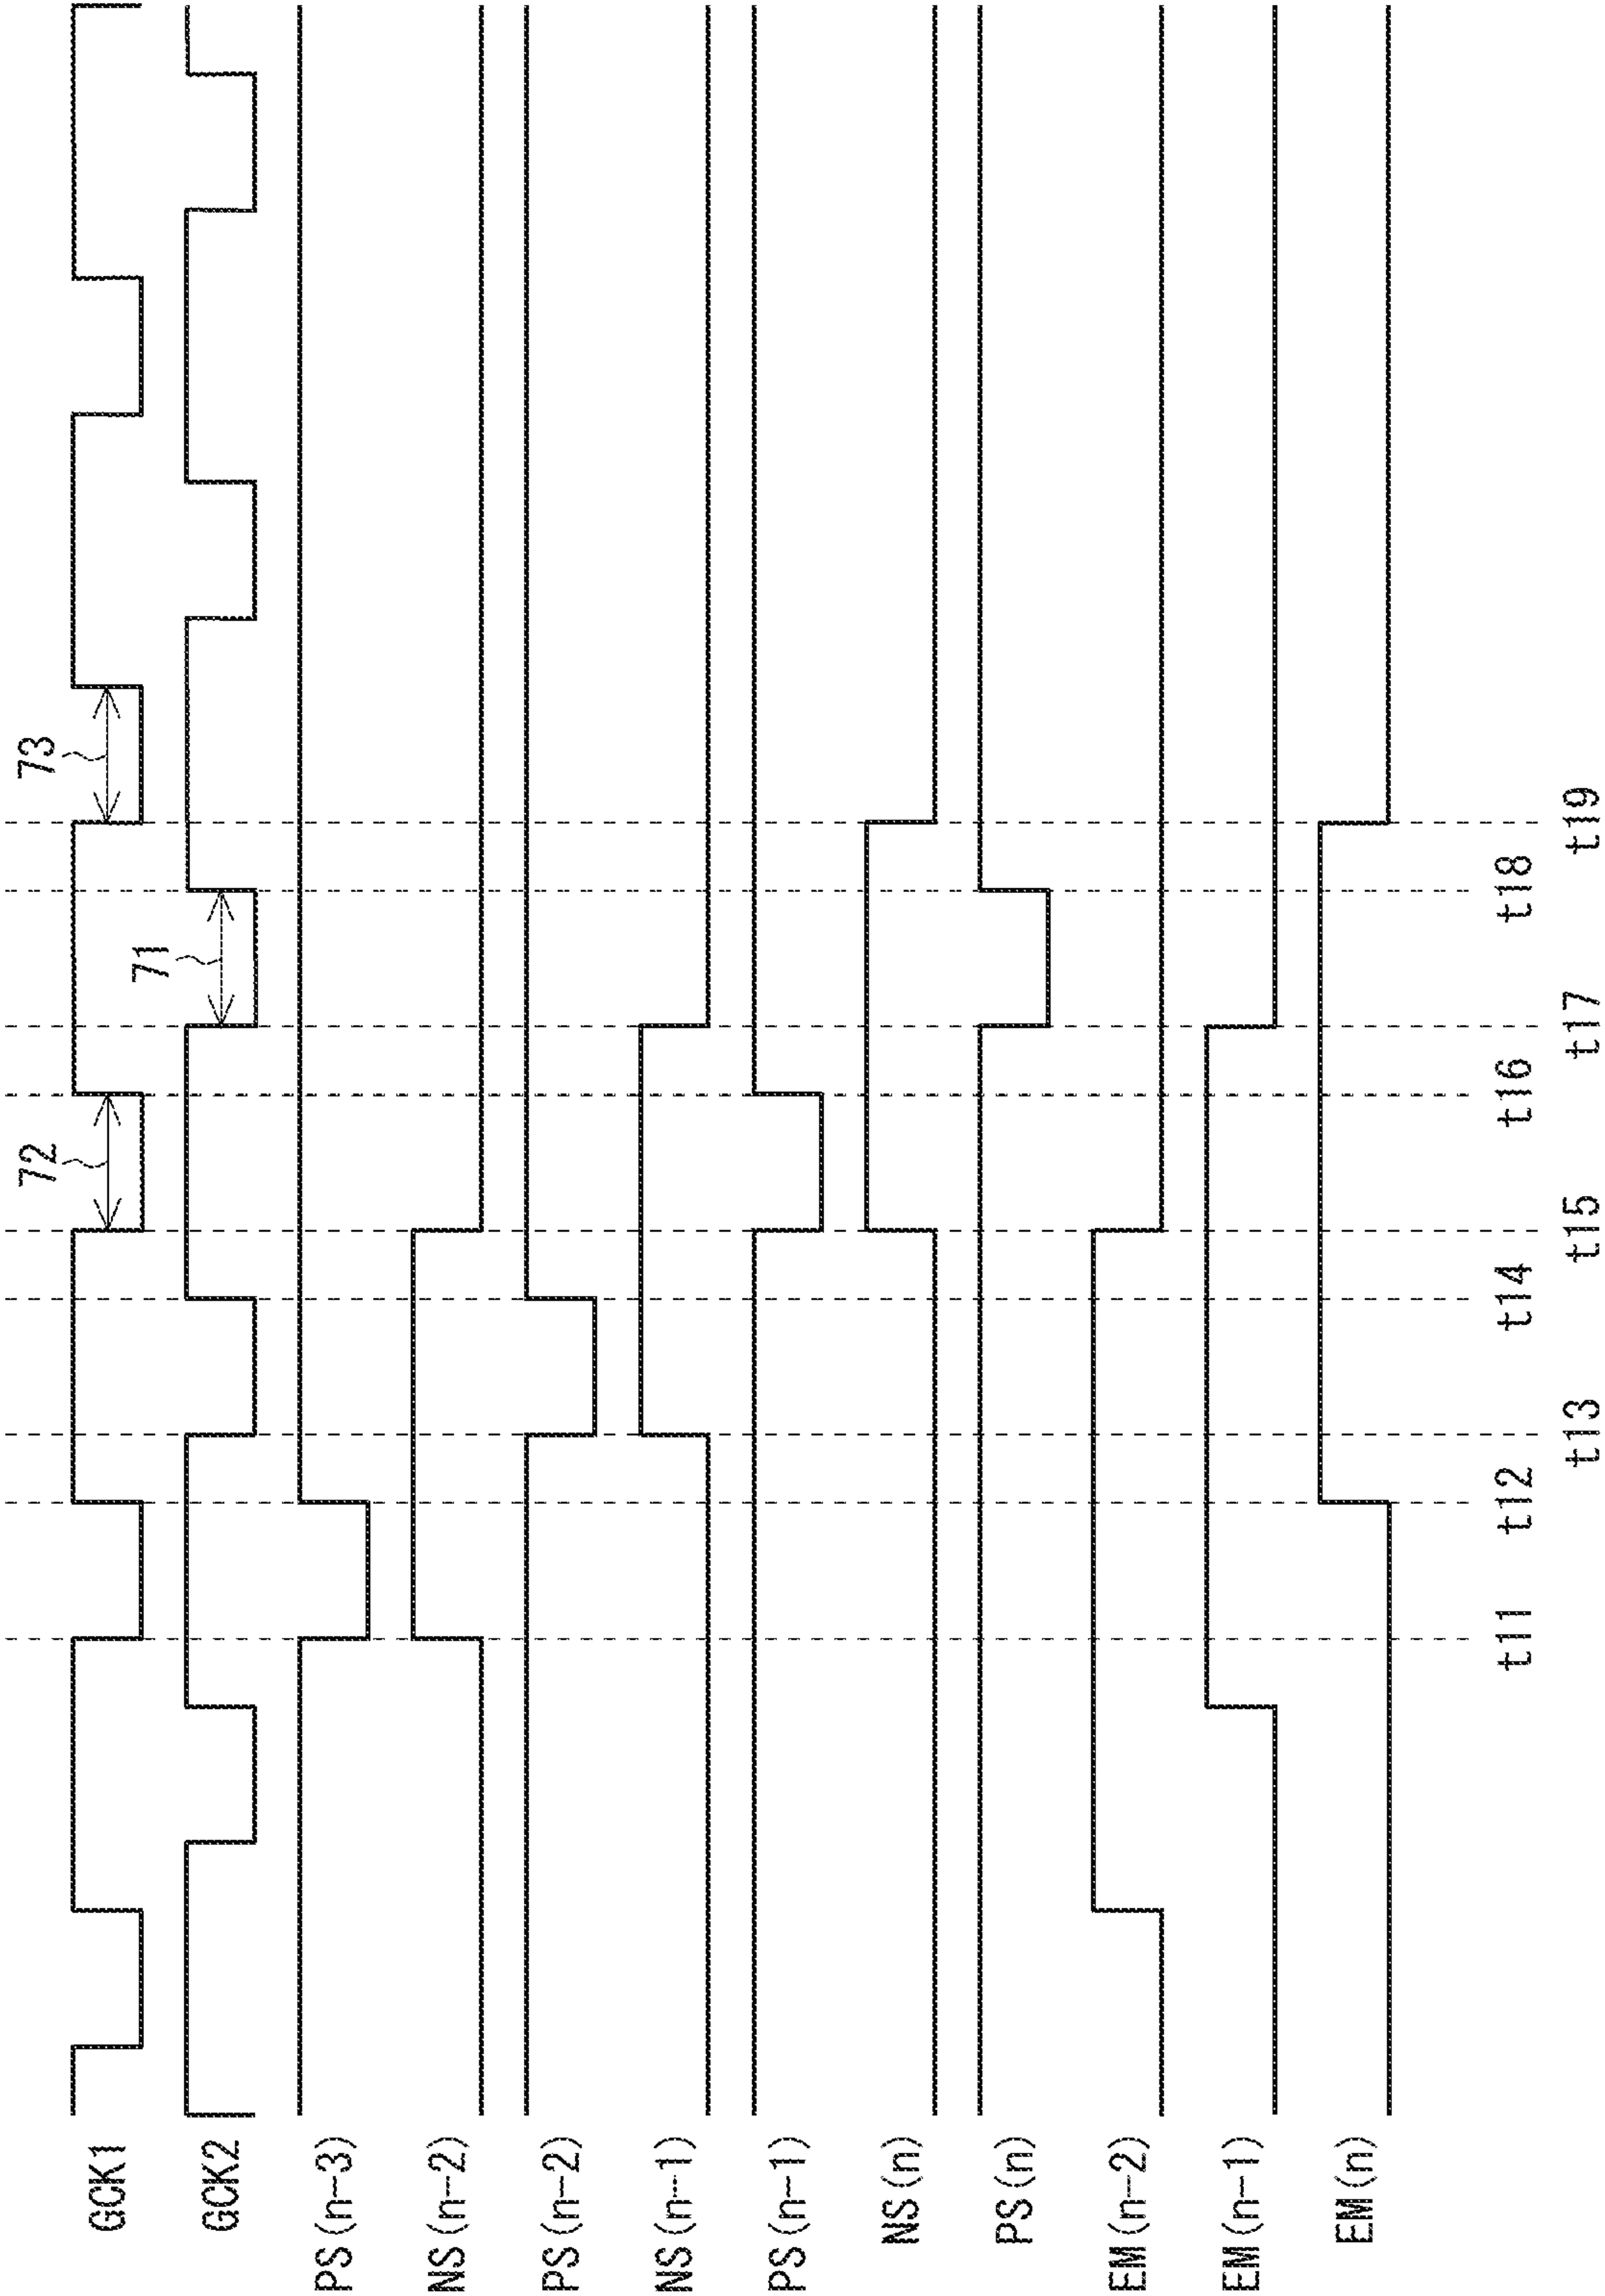 73
72
71
GCK1
GCK2
PS(n-3)
NS(n-2)
PS(n-2)
NS(n-1)
PS(n-1)
NS(n)
PS(n)
EM(n-2)
EM(n-1)
EM(n)
t11 t12 t14 t16 t18
t13 t15 t17 t19